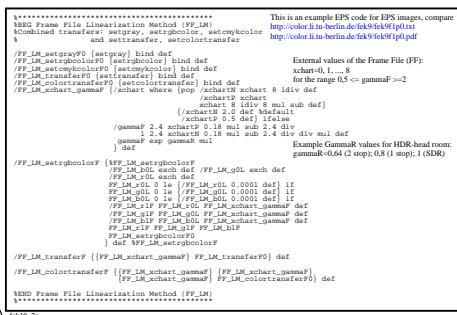 %*****************************************
%BEG Frame File Linearization Method (FF_LM)
%Combined transfers: setgray, setrgbcolor, setcmykcolor
%          and settransfer, setcolortransfer
This is an example EPS code for EPS images, compare
http://color.li.tu-berlin.de/fek9/fek9f1p0.txt
http://color.li.tu-berlin.de/fek9/fek9f1p0.pdf
/FF_LM_setgrayF0 {setgray} bind def
/FF_LM_setrgbcolorF0 {setrgbcolor} bind def
/FF_LM_setcmykcolorF0 {setcmykcolor} bind def
/FF_LM_transferF0 {settransfer} bind def
/FF_LM_colortransferF0 {setcolortransfer} bind def
/FF_LM_xchart_gammaF {/xchart where {pop /xchartN xchart 8 idiv def
/xchartP xchart
xchart 8 idiv 8 mul sub def}
{/xchartN 2.0 def %default
/xchartP 0.5 def} ifelse
/gammaF 2.4 xchartP 0.18 mul sub 2.4 div
1 2.4 xchartN 0.18 mul sub 2.4 div div mul def
gammaF exp gammaR mul
} def
External values of the Frame File (FF):
xchart=0, 1, ..., 8
for the range 0,5 <= gammaF >=2
Example GammaR values for HDR-head room:
gammaR=0,64 (2 stop); 0,8 (1 stop); 1 (SDR)
/FF_LM_setrgbcolorF {%FF_LM_setrgbcolorF
/FF_LM_b0L exch def /FF_LM_g0L exch def
/FF_LM_r0L exch def
FF_LM_r0L 0 le {/FF_LM_r0L 0.0001 def} if
FF_LM_g0L 0 le {/FF_LM_g0L 0.0001 def} if
FF_LM_b0L 0 le {/FF_LM_b0L 0.0001 def} if
/FF_LM_r1F FF_LM_r0L FF_LM_xchart_gammaF def
/FF_LM_g1F FF_LM_g0L FF_LM_xchart_gammaF def
/FF_LM_b1F FF_LM_b0L FF_LM_xchart_gammaF def
FF_LM_r1F FF_LM_g1F FF_LM_b1F
FF_LM_setrgbcolorF0
} def %FF_LM_setrgbcolorF
/FF_LM_transferF {{FF_LM_xchart_gammaF} FF_LM_transferF0} def
/FF_LM_colortransferF {{FF_LM_xchart_gammaF} {FF_LM_xchart_gammaF}
{FF_LM_xchart_gammaF} FF_LM_colortransferF0} def
%END Frame File Linearization Method (FF_LM)
%*****************************************